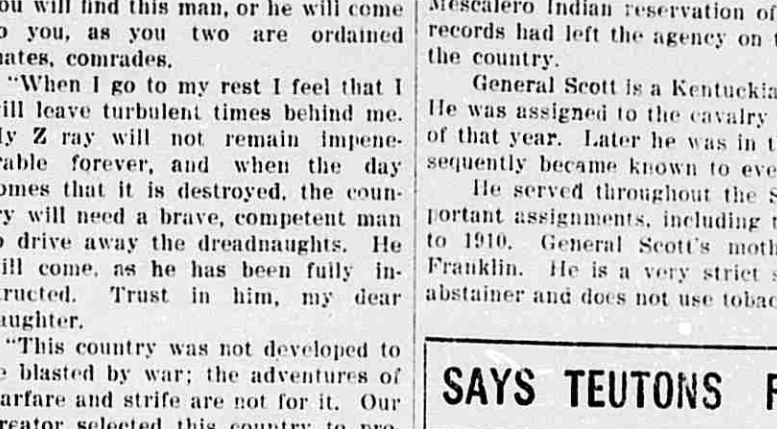 ou will find this man, or he will come
o you, as you two are ordained
ates, comrades.
"When I go to my rest I feel that I
ill leave turbulent times behind me.
y Z ray will not remain impene-
rable forever, and when the day
omes that it is destroyed, the coun-
ry will need a brave, competent man
o drive away the dreadnaughts. He
ill come, as he has been fully in-
tructed. Trust in him, my dear
aughter.
"This country was not developed to
e blasted by war; the adventures of
arfare and strife are not for it. Our
reator selected this country to pro-
Mescalero Indian reservation of
records had left the agency on t
the country.
General Scott is a Kentuckia
He was assigned to the cavalry
of that year. Later he was in t
sequently became known to eve
He served throughout the S
portant assignments, including t
to 1910. General Scott's moth
Franklin. He is a very strict s
abstainer and does not use tobac
SAYS TEUTONS F